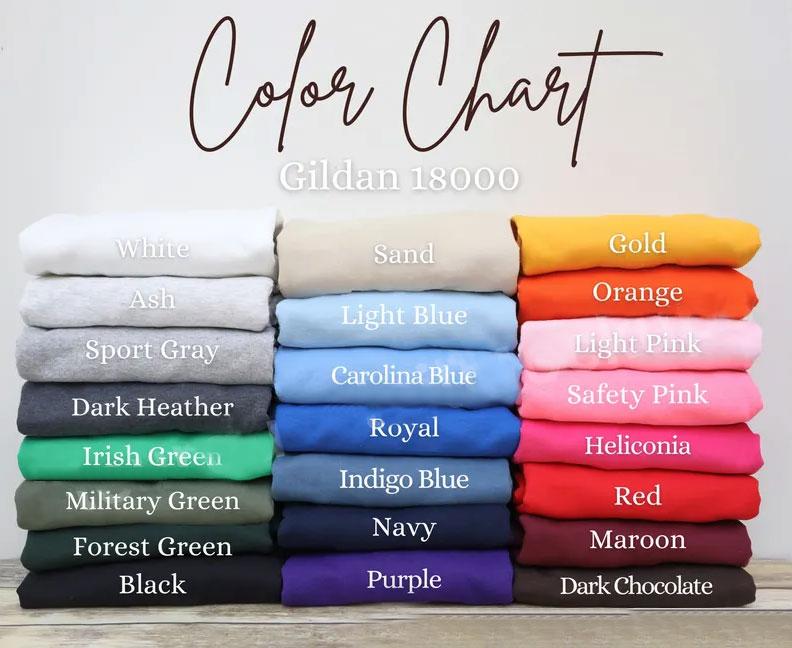 Color Chart
Gildan 18000
White
Ash
Sport Gray
Dark Heather
Irish Green
Military Green
Forest Green
Black
Sand
Light Blue
Carolina Blue
Royal
Indigo Blue
Navy
Purple
Gold
Orange
Light Pink
Safety Pink
Heliconia
Red
Maroon
Dark Chocolate